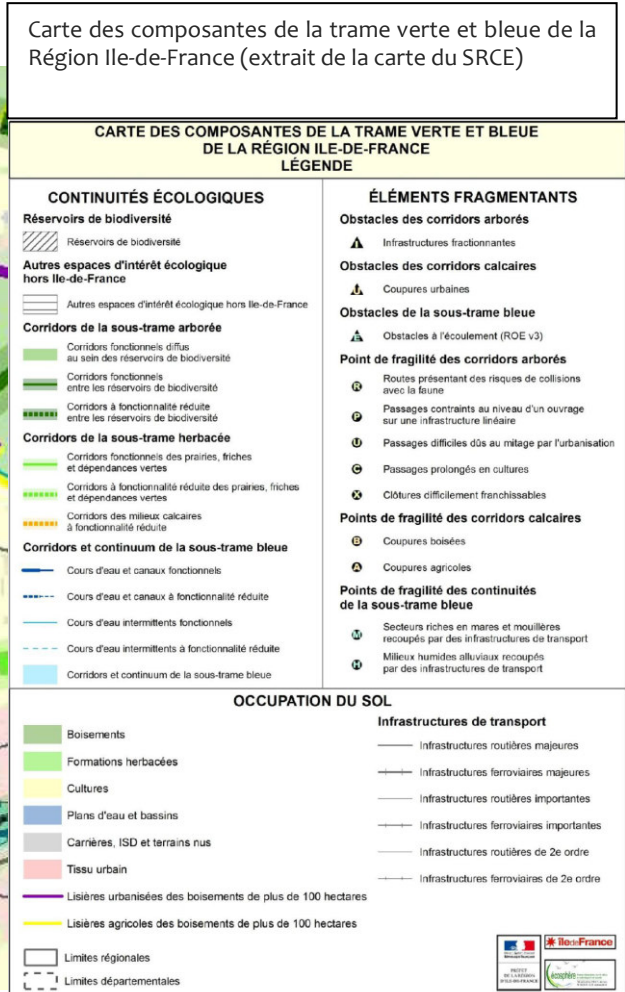 Carte des composantes de la trame verte et bleue de la
Région Ile-de-France (extrait de la carte du SRCE)
CARTE DES COMPOSANTES DE LA TRAME VERTE ET BLEUE
DE LA RÉGION ILE-DE-FRANCE
LÉGENDE
CONTINUITÉS ÉCOLOGIQUES
Réservoirs de biodiversité
Réservoirs de biodiversité
Autres espaces d'intérêt écologique
hors Ile-de-France
Autres espaces d'intérêt écologique hors Ile-de-France
Corridors de la sous-trame arborée
Corridors fonctionnels diffus
au sein des réservoirs de biodiversité
Corridors fonctionnels
entre les réservoirs de biodiversité
Corridors à fonctionnalité réduite
entre les réservoirs de biodiversité
Corridors de la sous-trame herbacée
Corridors fonctionnels des prairies, friches
et dépendances vertes
Corridors à fonctionnalité réduite des prairies, friches
et dépendances vertes
Corridors des milieux calcaires
à fonctionnalité réduite
Corridors et continuum de la sous-trame bleue
Cours d'eau et canaux fonctionnels
Cours d'eau et canaux à fonctionnalité réduite
Cours d'eau intermittents fonctionnels
Cours d'eau intermittents à fonctionnalité réduite
Corridors et continuum de la sous-trame bleue
ÉLÉMENTS FRAGMENTANTS
Obstacles des corridors arborés
Infrastructures fractionnantes
Obstacles des corridors calcaires
Coupures urbaines
Obstacles de la sous-trame bleue
Obstacles à l'écoulement (ROE v3)
Point de fragilité des corridors arborés
R Routes présentant des risques de collisions
avec la faune
P Passages contraints au niveau d'un ouvrage
sur une infrastructure linéaire
U Passages difficiles dûs au mitage par l'urbanisation
C Passages prolongés en cultures
X Clôtures difficilement franchissables
Points de fragilité des corridors calcaires
B Coupures boisées
A Coupures agricoles
Points de fragilité des continuités
de la sous-trame bleue
M Secteurs riches en mares et mouillères
recoupés par des infrastructures de transport
H Milieux humides alluviaux recoupés
par des infrastructures de transport
OCCUPATION DU SOL
Boisements
Formations herbacées
Cultures
Plans d'eau et bassins
Carrières, ISD et terrains nus
Tissu urbain
Lisières urbanisées des boisements de plus de 100 hectares
Lisières agricoles des boisements de plus de 100 hectares
Limites régionales
Limites départementales
Infrastructures de transport
Infrastructures routières majeures
Infrastructures ferroviaires majeures
Infrastructures routières importantes
Infrastructures ferroviaires importantes
Infrastructures routières de 2e ordre
Infrastructures ferroviaires de 2e ordre
PRÉFET
DE LA RÉGION
D'ILE-DE-FRANCE
îledeFrance
écosphère